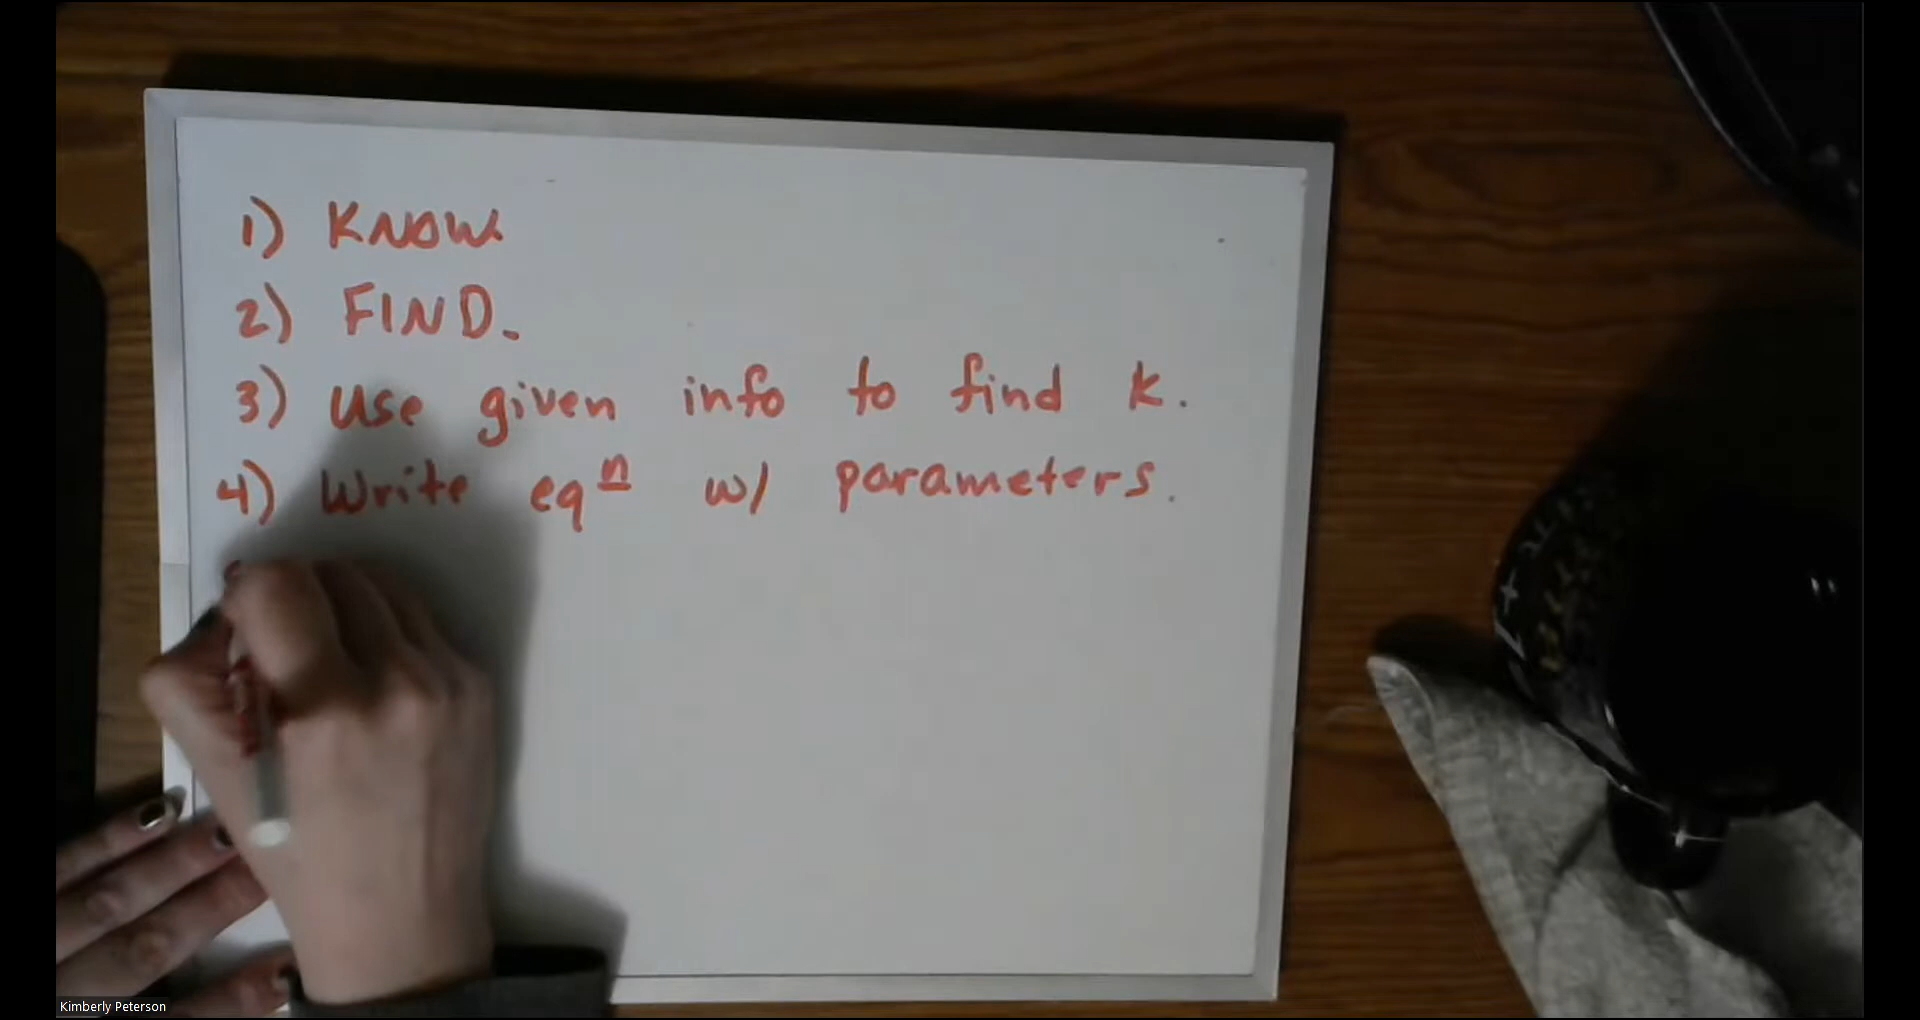 1) KNOW.
2) FIND.
3) Use given info to find k.
4) Write eqn w/ parameters.
Kimberly Peterson